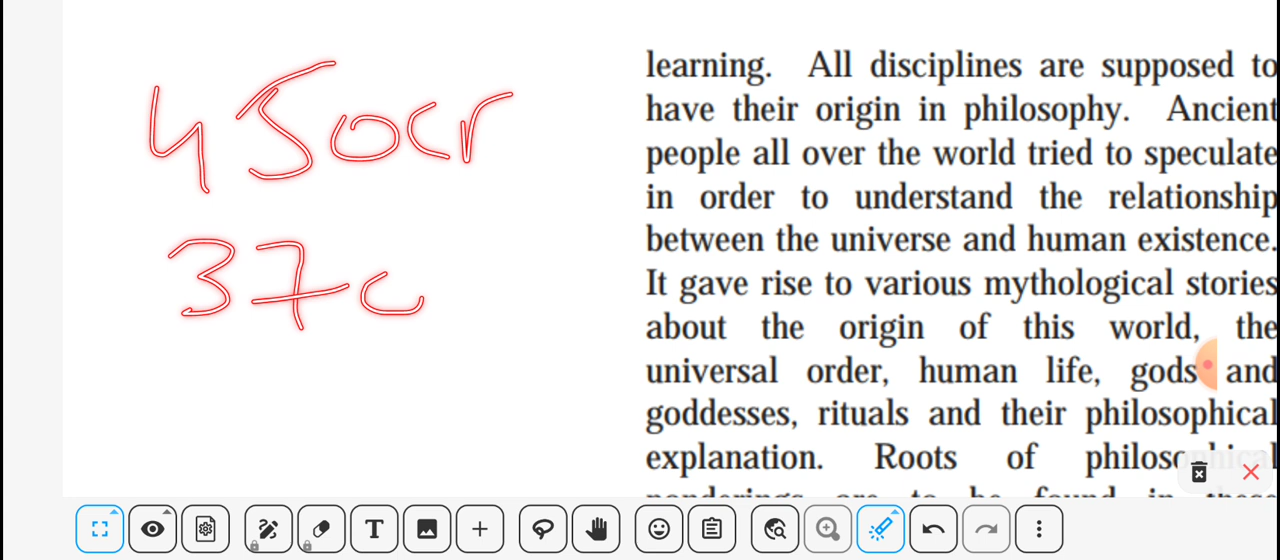 450cr
37c
learning. All disciplines are supposed to
have their origin in philosophy. Ancient
people all over the world tried to speculate
in order to understand the relationship
between the universe and human existence.
It gave rise to various mythological stories
about the origin of this world, the
universal order, human life, gods and
goddesses, rituals and their philosophical
explanation. Roots of philosophical